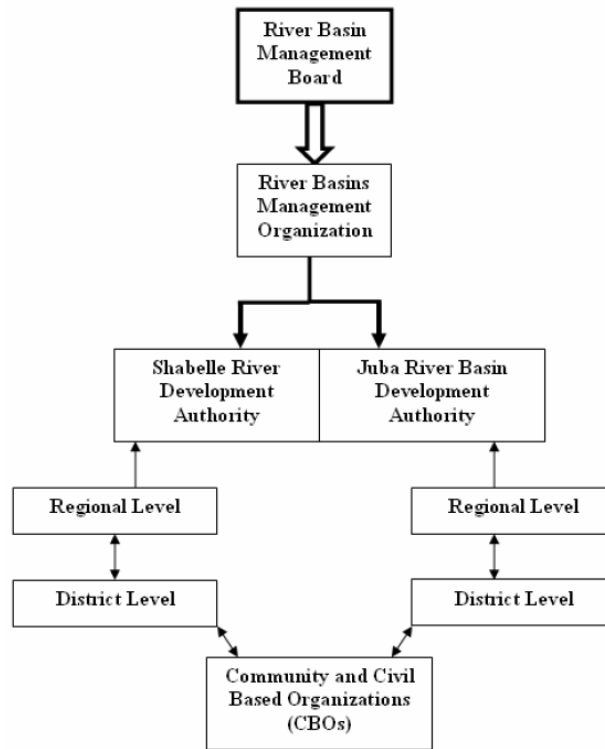 River Basin
Management
Board
River Basins
Management
Organization
Shabelle River
Development
Authority
Juba River Basin
Development
Authority
Regional Level
Regional Level
District Level
District Level
Community and Civil
Based Organizations
(CBOs)